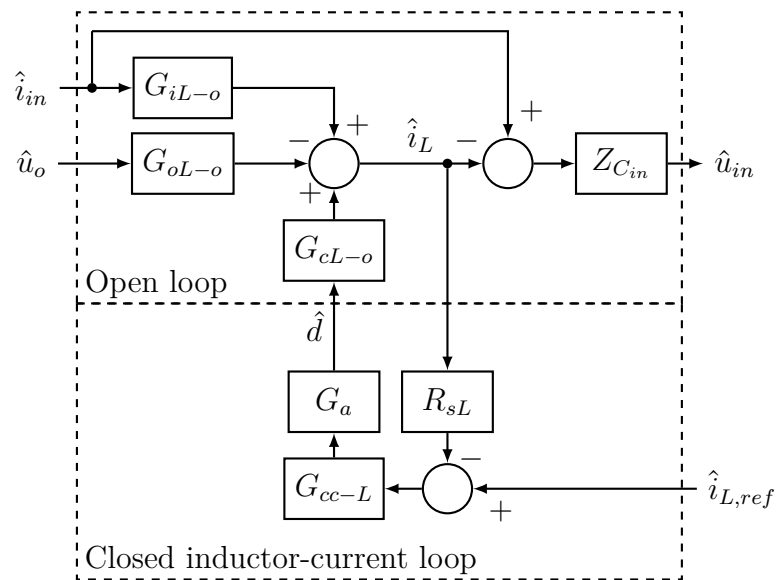 î_in G_iL−o +
û_o G_oL−o − î_L − +
Z_C_in û_in
+
G_cL−o
Open loop
d̂
G_a R_sL
−
G_cc−L + î_L,ref
Closed inductor-current loop